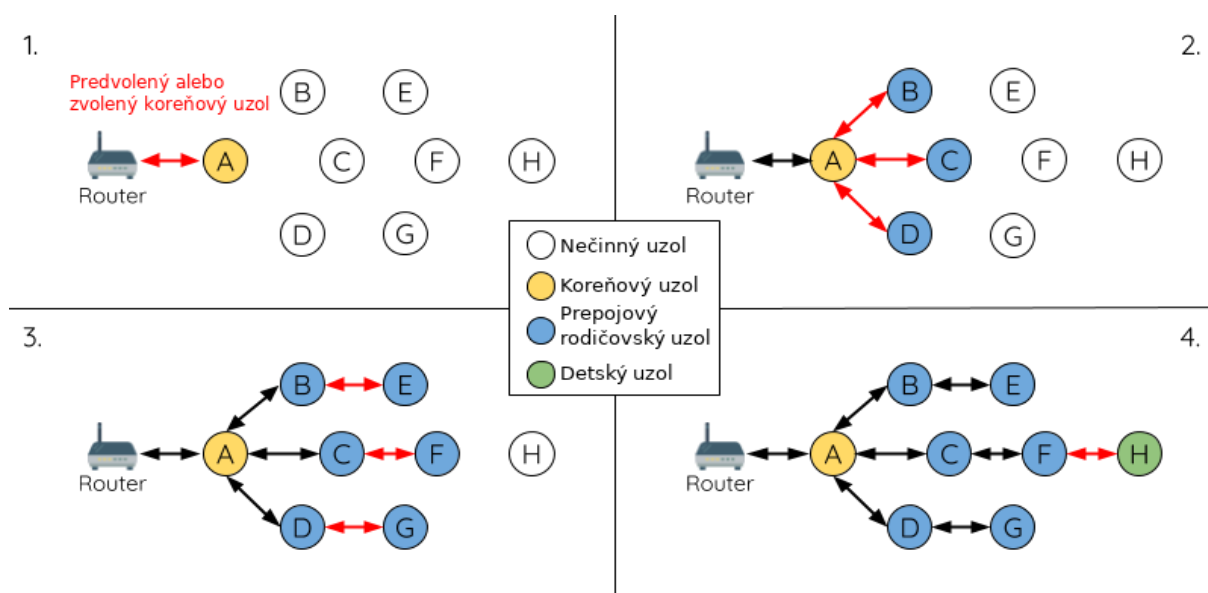 1.
Predvolený alebo
zvolený koreňový uzol
B
E
A
C
F
H
Router
D
G
2.
B
E
A
C
F
H
Router
D
G
Nečinný uzol
Koreňový uzol
Prepojový
rodičovský uzol
Detský uzol
3.
B
E
A
C
F
H
Router
D
G
4.
B
E
A
C
F
H
Router
D
G